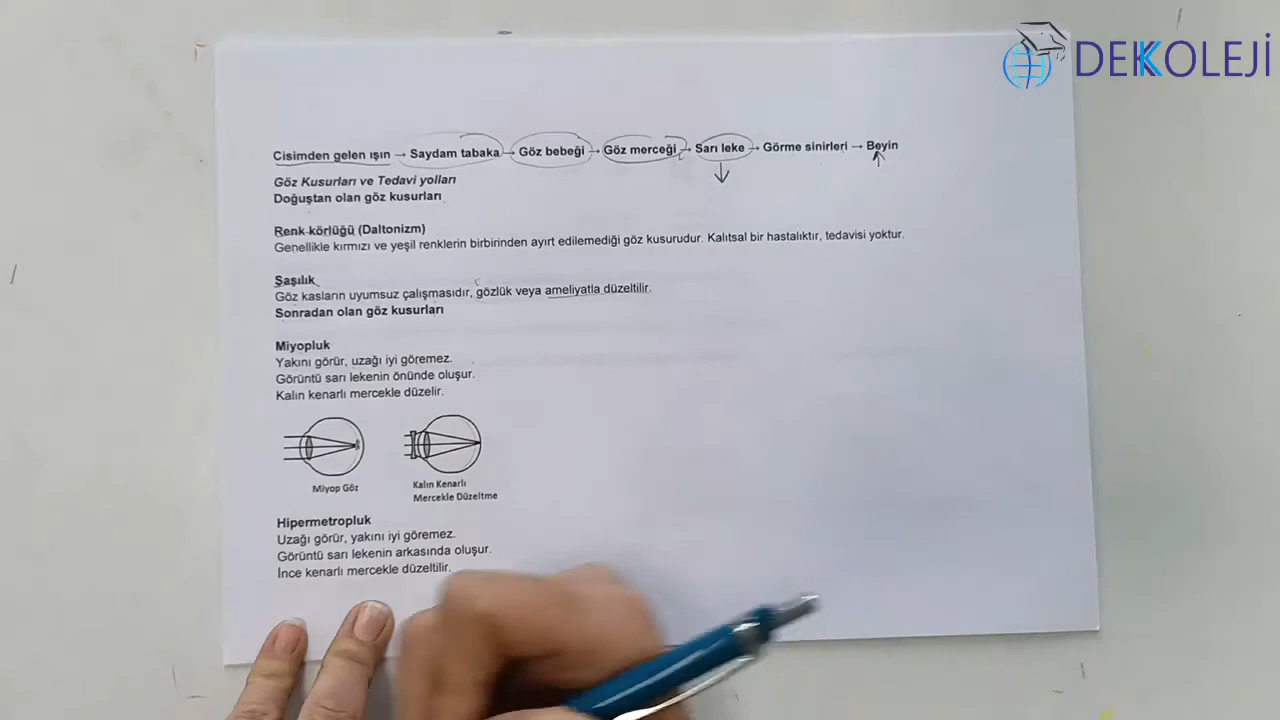 DEKKOLEJİ
Cisimden gelen ışın → Saydam tabaka → Göz bebeği → Göz merceği → Sarı leke → Görme sinirleri → Beyin
Göz Kusurları ve Tedavi yolları
Doğuştan olan göz kusurları
Renk körlüğü (Daltonizm)
Genellikle kırmızı ve yeşil renklerin birbirinden ayırt edilemediği göz kusurudur. Kalıtsal bir hastalıktır, tedavisi yoktur.
Şaşılık
Göz kasların uyumsuz çalışmasıdır, gözlük veya ameliyatla düzeltilir.
Sonradan olan göz kusurları
Miyopluk
Yakını görür, uzağı iyi göremez.
Görüntü sarı lekenin önünde oluşur.
Kalın kenarlı mercekle düzelir.
Miyop Göz
Kalın Kenarlı
Mercekle Düzeltme
Hipermetropluk
Uzağı görür, yakını iyi göremez.
Görüntü sarı lekenin arkasında oluşur.
İnce kenarlı mercekle düzeltilir.